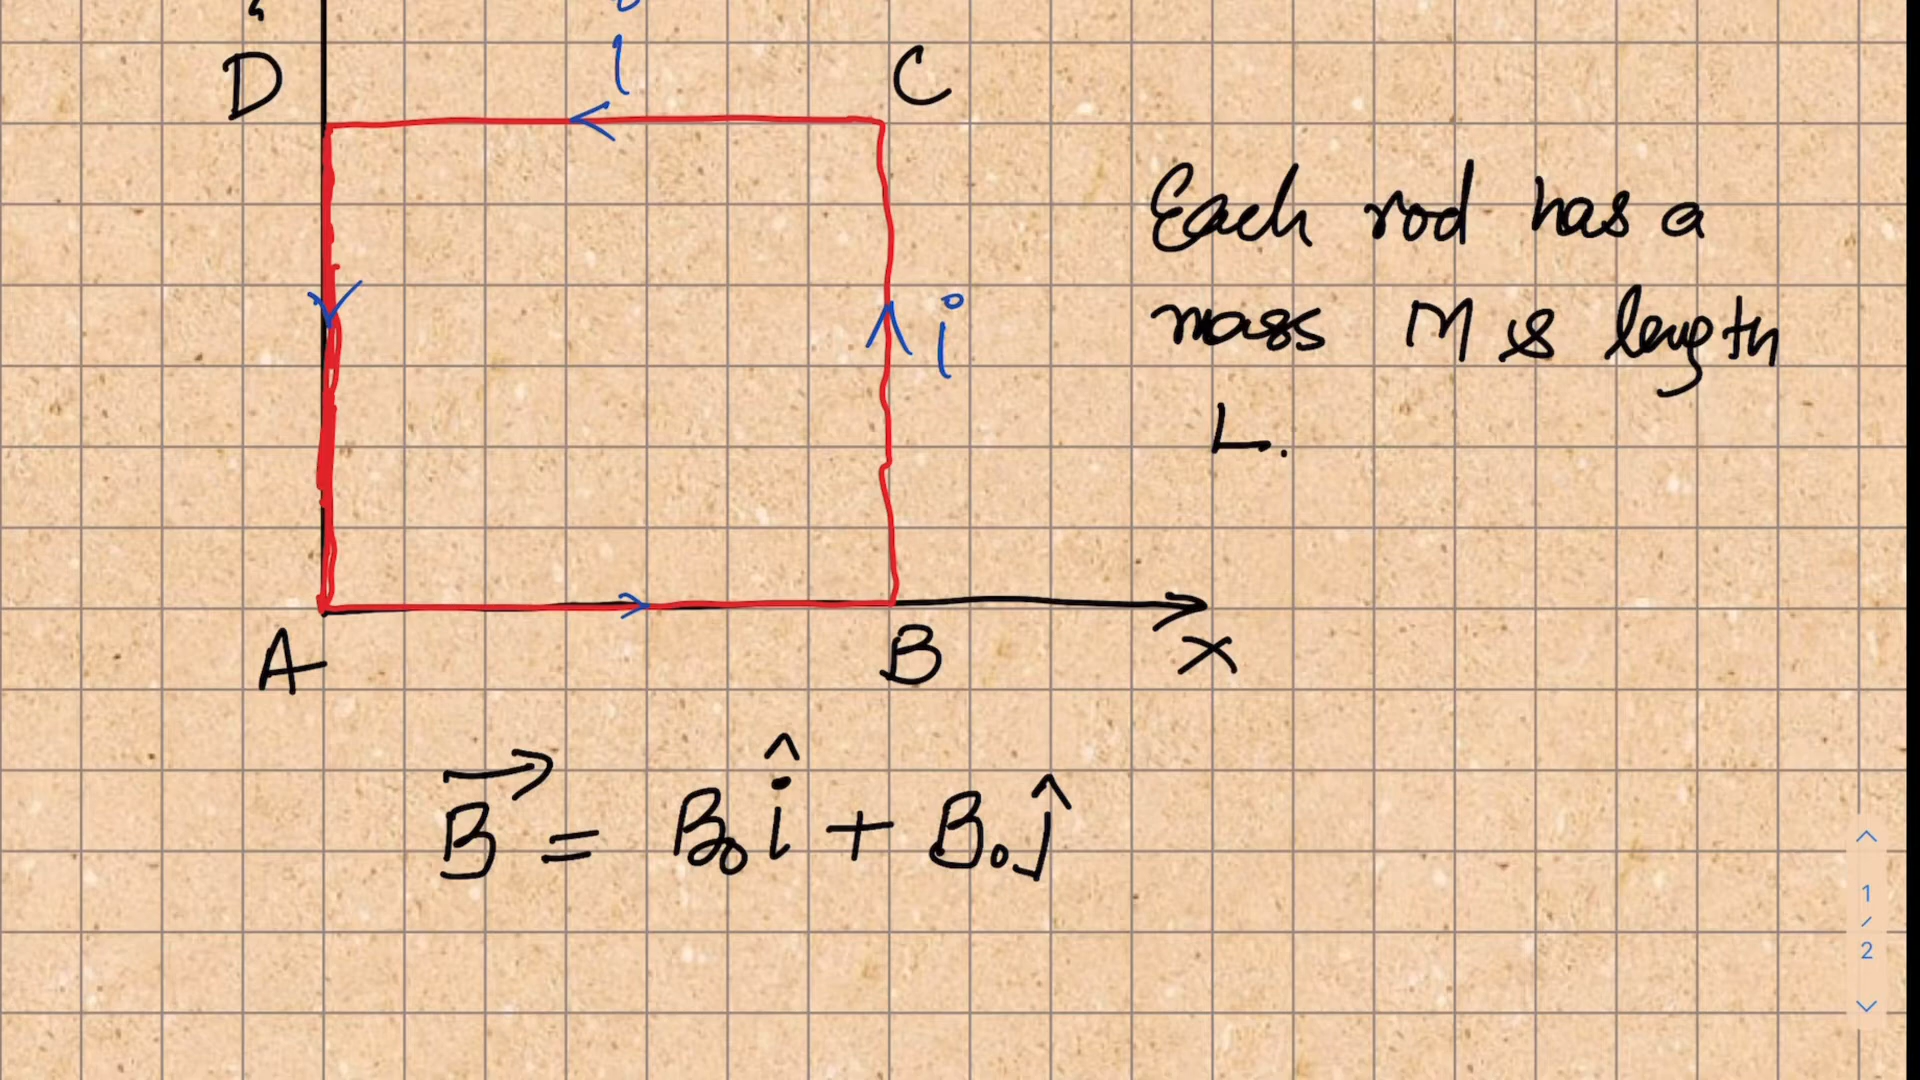 i
D
C
Each rod has a
mass M & length
L.
i
A
B
x
B⃗ = B₀î + B₀ĵ
1
/
2